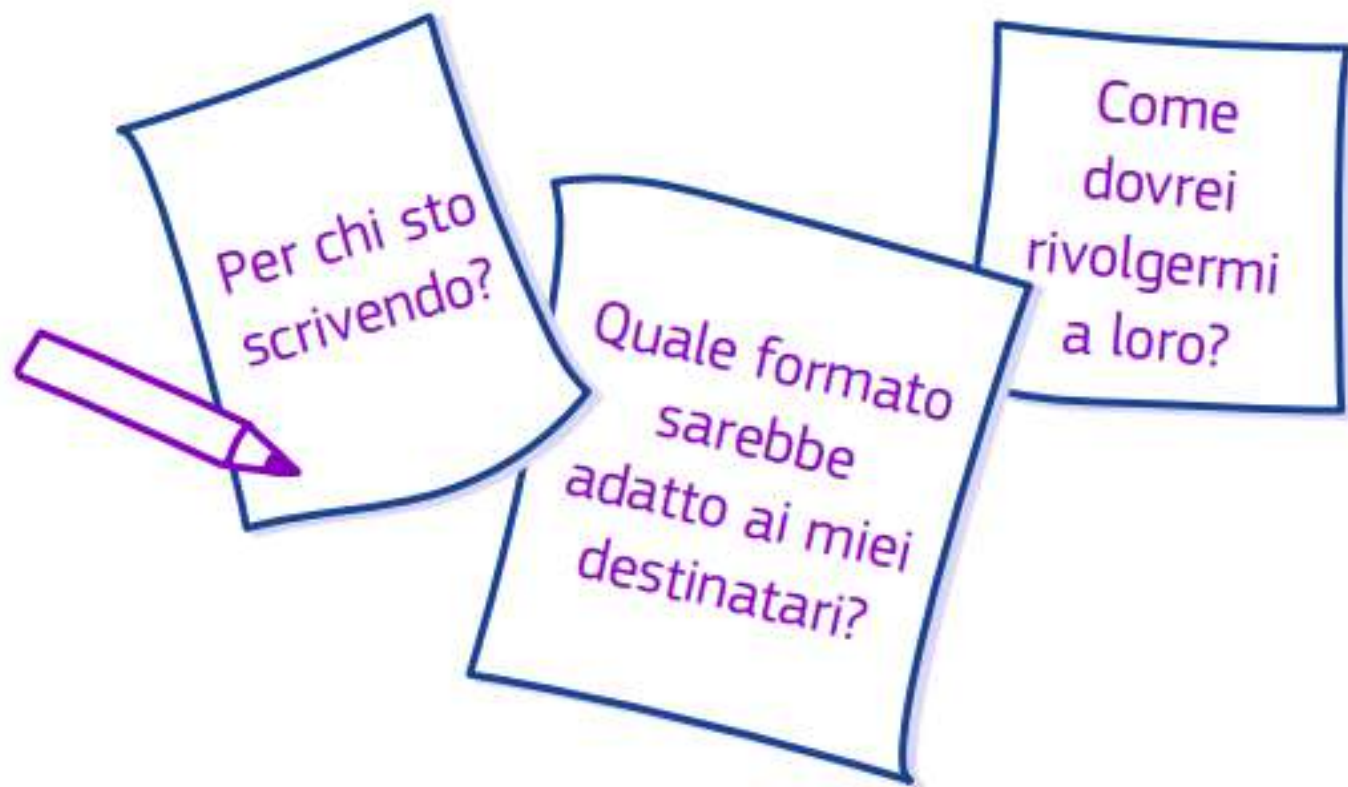 Per chi sto
scrivendo?
Quale formato
sarebbe
adatto ai miei
destinatari?
Come
dovrei
rivolgermi
a loro?